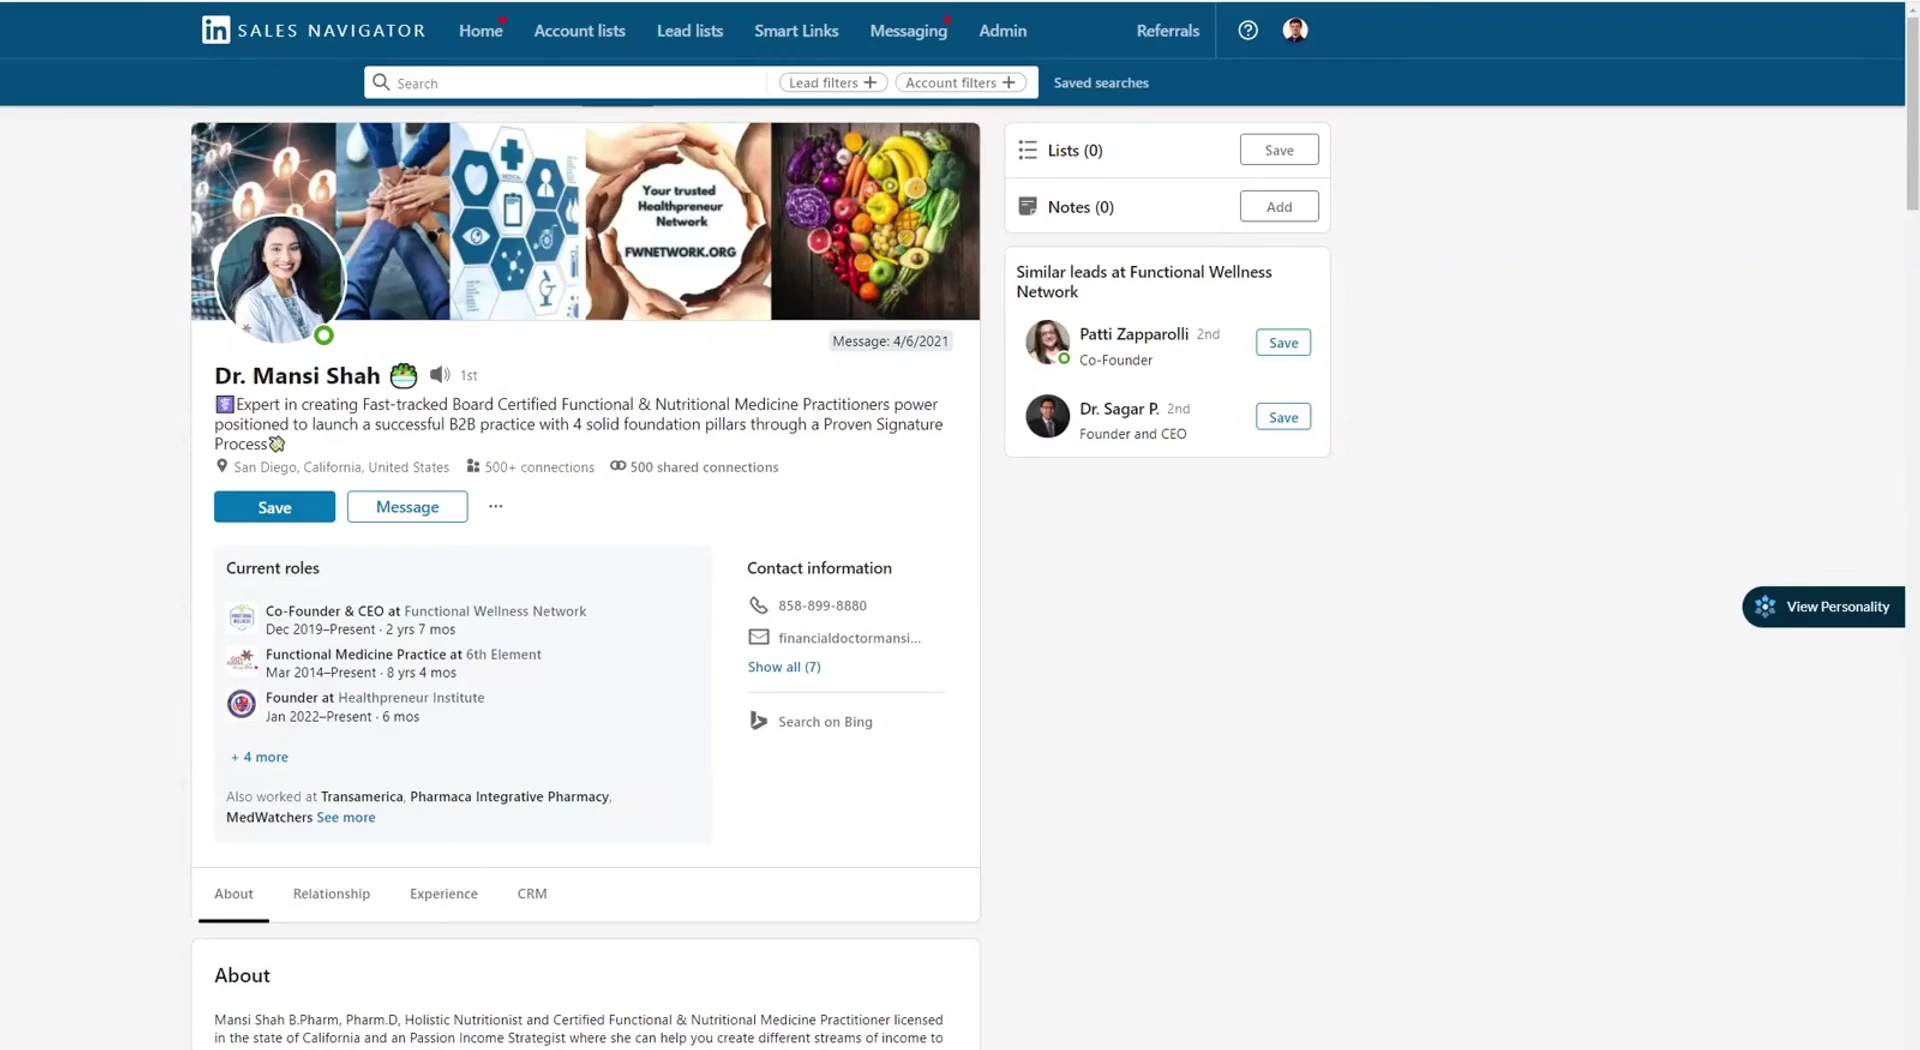 in SALES NAVIGATOR
Home
Account lists
Lead lists
Smart Links
Messaging
Admin
Referrals
Search
Lead filters +
Account filters +
Saved searches
MEDICAL
Your trusted
Healthpreneur
Network
FWNETWORK.ORG
Message: 4/6/2021
Dr. Mansi Shah 1st
Expert in creating Fast-tracked Board Certified Functional & Nutritional Medicine Practitioners power
positioned to launch a successful B2B practice with 4 solid foundation pillars through a Proven Signature
Process
San Diego, California, United States 500+ connections 500 shared connections
Save
Message
...
Current roles
Co-Founder & CEO at Functional Wellness Network
Dec 2019–Present · 2 yrs 7 mos
Functional Medicine Practice at 6th Element
Mar 2014–Present · 8 yrs 4 mos
Founder at Healthpreneur Institute
Jan 2022–Present · 6 mos
+ 4 more
Also worked at Transamerica, Pharmaca Integrative Pharmacy,
MedWatchers See more
Contact information
858-899-8880
financialdoctormansi...
Show all (7)
Search on Bing
About
Relationship
Experience
CRM
About
Mansi Shah B.Pharm, Pharm.D, Holistic Nutritionist and Certified Functional & Nutritional Medicine Practitioner licensed
in the state of California and an Passion Income Strategist where she can help you create different streams of income to
Lists (0)
Save
Notes (0)
Add
Similar leads at Functional Wellness
Network
Patti Zapparolli 2nd
Co-Founder
Save
Dr. Sagar P. 2nd
Founder and CEO
Save
View Personality